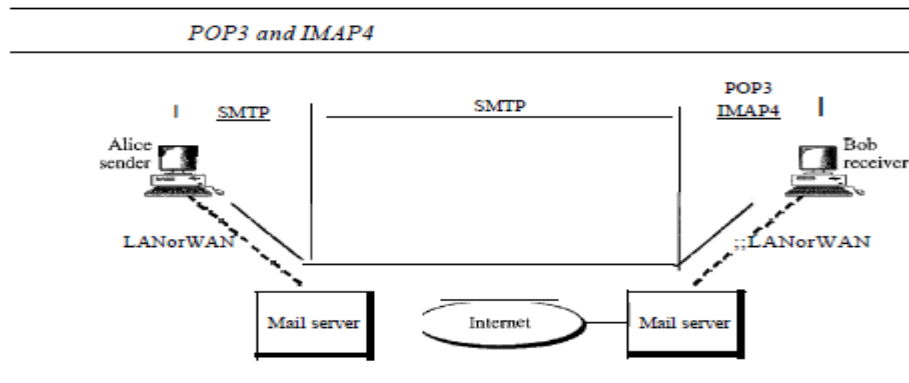 POP3 and IMAP4
SMTP
SMTP
POP3
IMAP4
Alice
sender
Bob
receiver
LANorWAN
;;LANorWAN
Mail server
Internet
Mail server